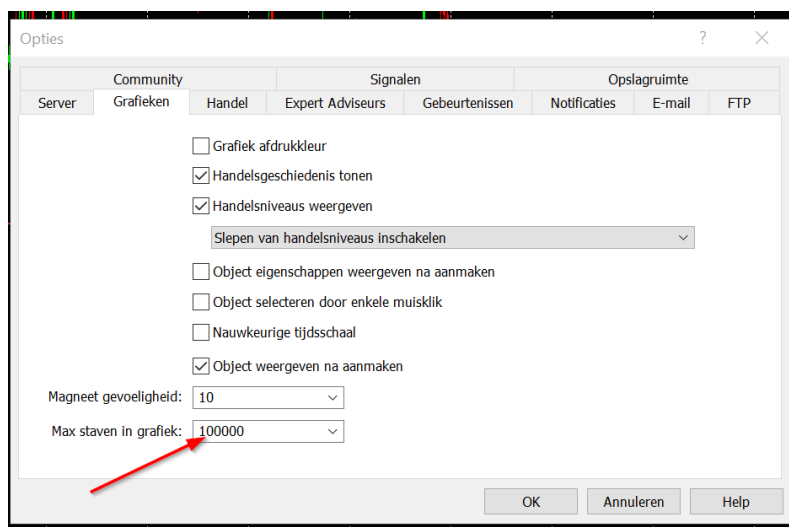 Opties ?
Community Signalen Opslagruimte
Server Grafieken Handel Expert Adviseurs Gebeurtenissen Notificaties E-mail FTP
Grafiek afdrukkleur
Handelsgeschiedenis tonen
Handelsniveaus weergeven
Slepen van handelsniveaus inschakelen
Object eigenschappen weergeven na aanmaken
Object selecteren door enkele muisklik
Nauwkeurige tijdsschaal
Object weergeven na aanmaken
Magneet gevoeligheid: 10
Max staven in grafiek: 100000
OK Annuleren Help